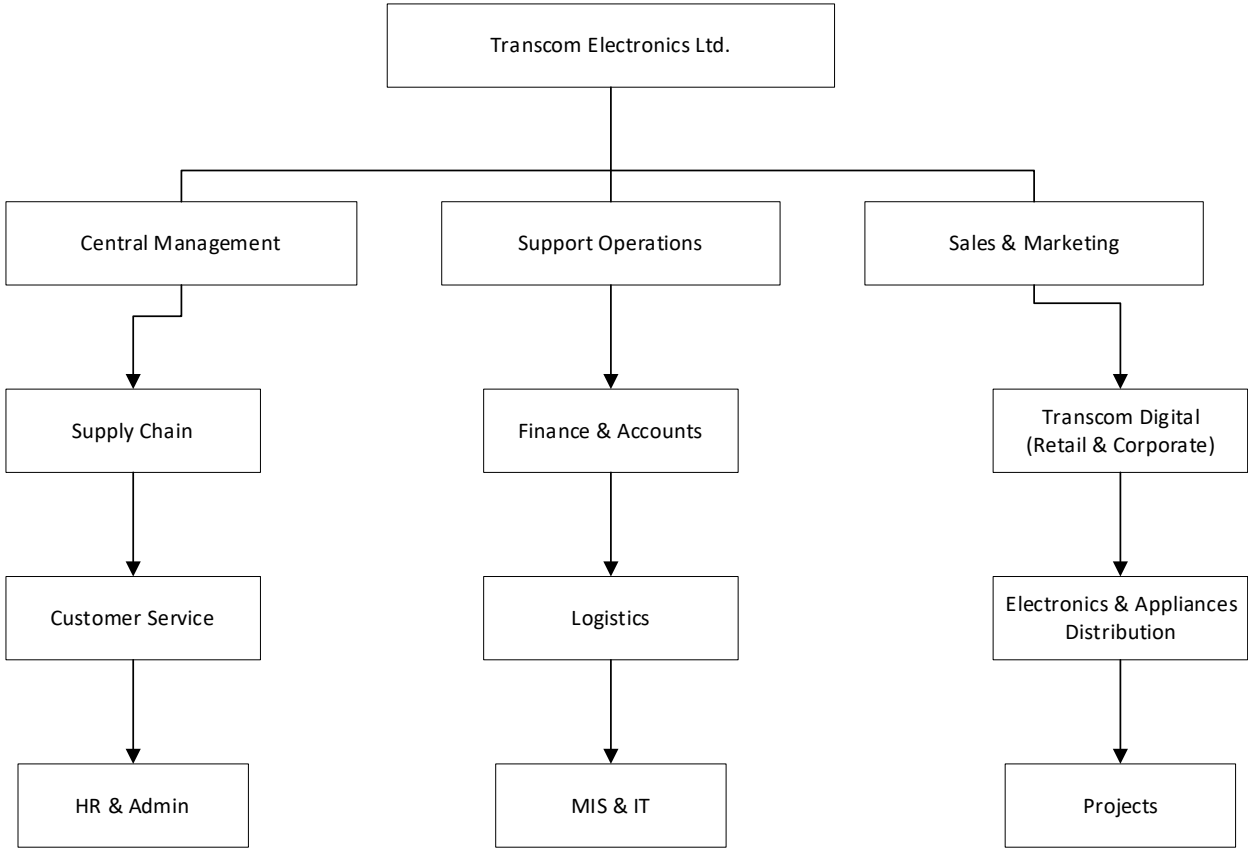 Transcom Electronics Ltd.
Central Management
Support Operations
Sales & Marketing
Supply Chain
Finance & Accounts
Transcom Digital
(Retail & Corporate)
Customer Service
Logistics
Electronics & Appliances
Distribution
HR & Admin
MIS & IT
Projects